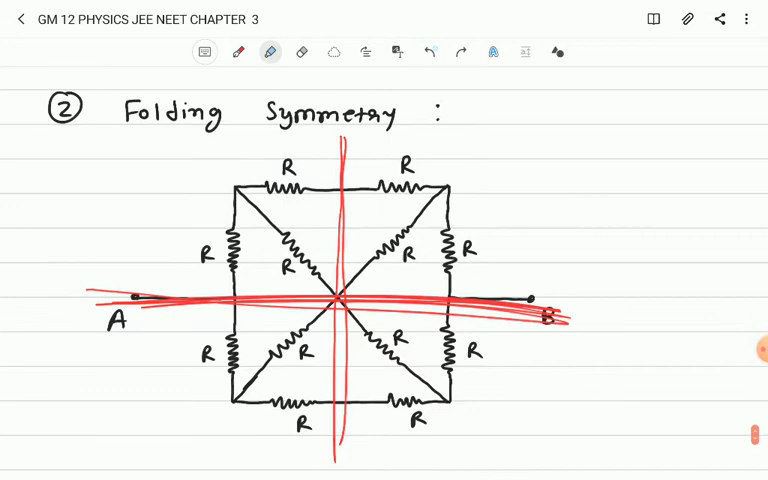 GM 12 PHYSICS JEE NEET CHAPTER 3
② Folding Symmetry :
R R
R R R R
A B
R R R R
R R